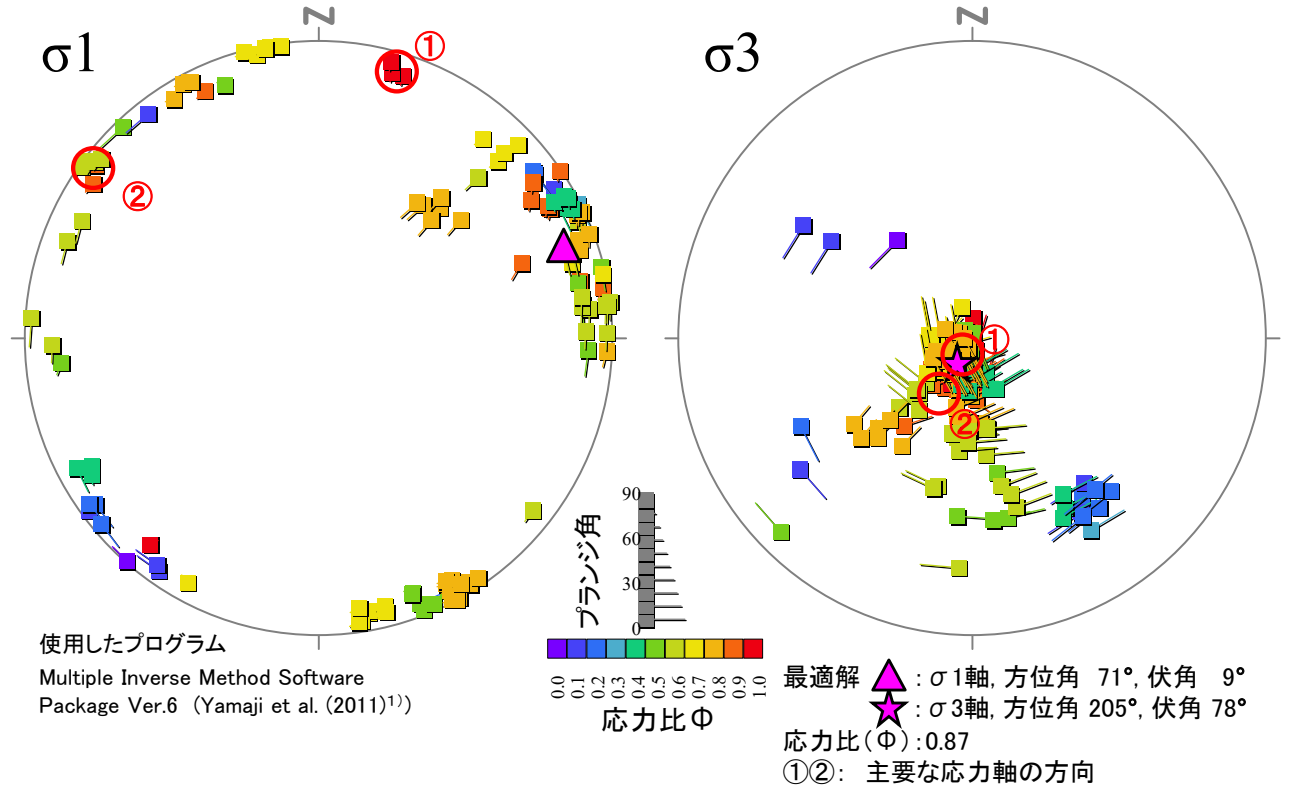 N
N
σ1
①
②
σ3
①
②
プランジ角
90
60
30
0
0.0
0.1
0.2
0.3
0.4
0.5
0.6
0.7
0.8
0.9
1.0
応力比Φ
使用したプログラム
Multiple Inverse Method Software
Package Ver.6 (Yamaji et al. (2011)¹⁾)
最適解 ▲ : σ1軸, 方位角 71°, 伏角 9°
★ : σ3軸, 方位角 205°, 伏角 78°
応力比(Φ) : 0.87
①②: 主要な応力軸の方向